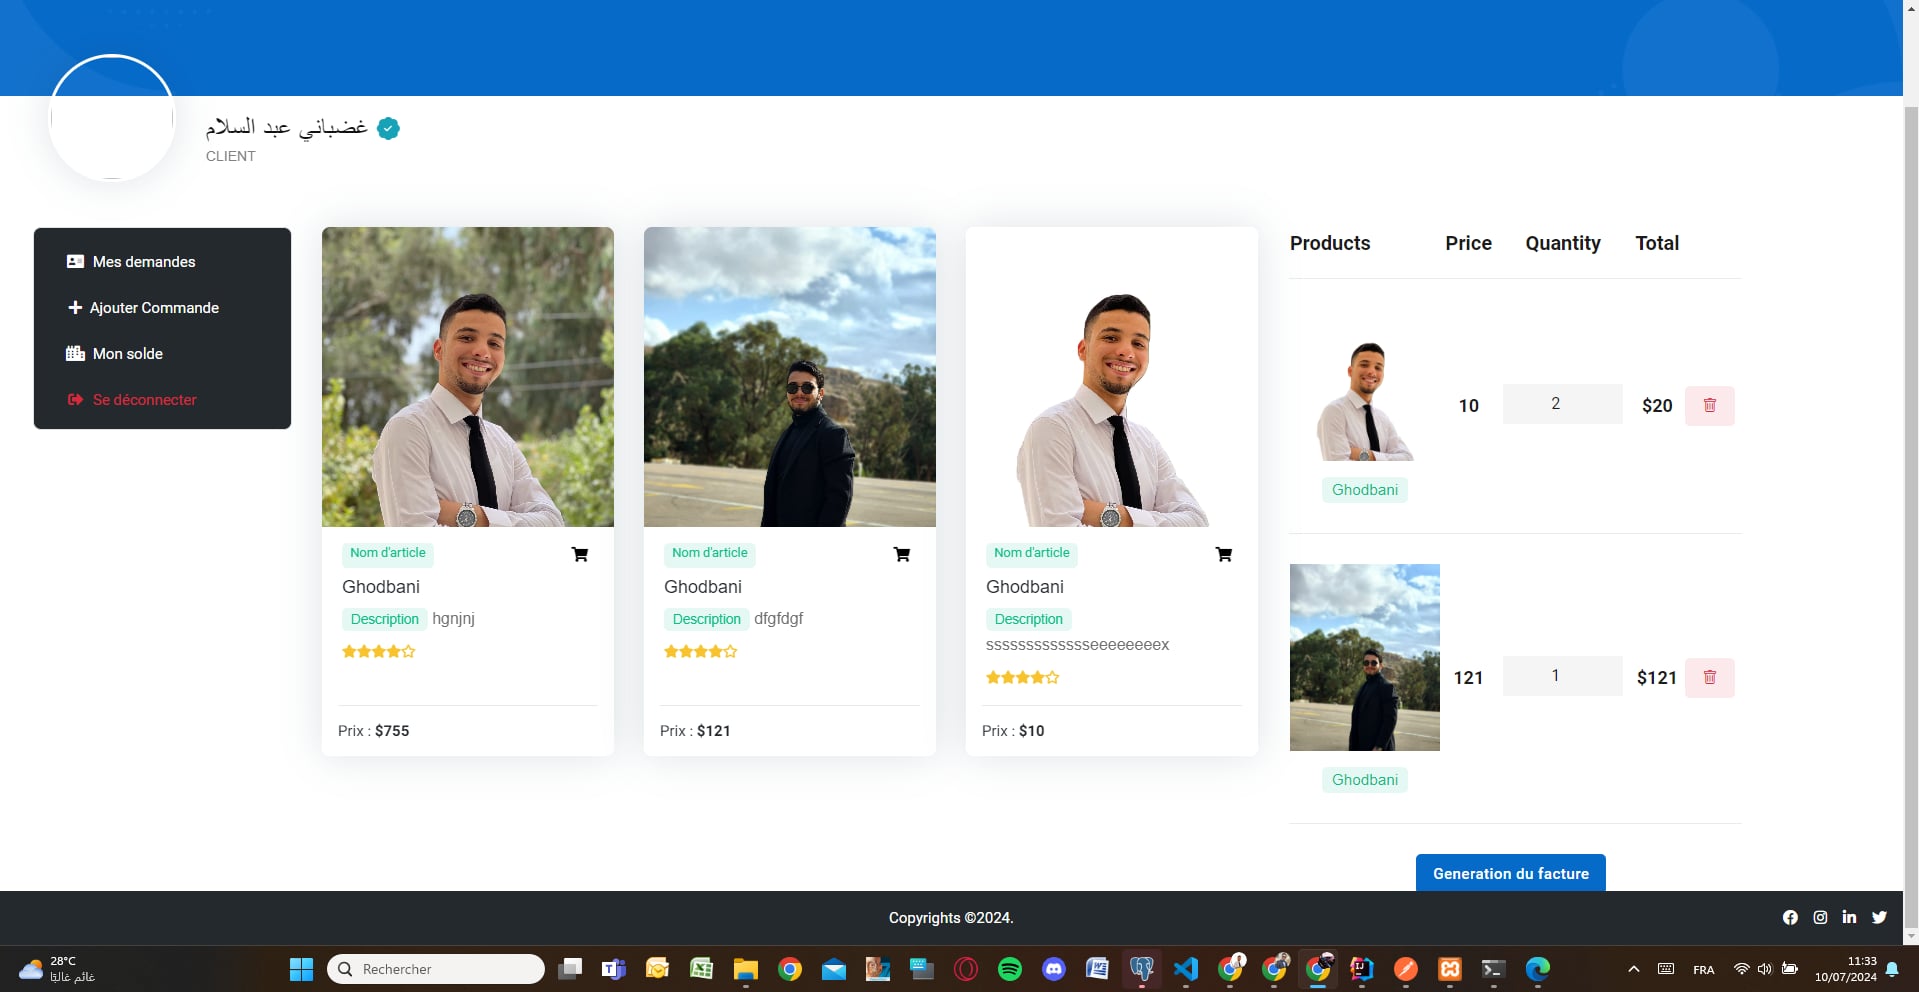 غضباني عبد السلام
CLIENT
Mes demandes
Ajouter Commande
Mon solde
Se déconnecter
Nom d'article
Ghodbani
Description hgnjnj
Prix : $755
Nom d'article
Ghodbani
Description dfgfdgf
Prix : $121
Nom d'article
Ghodbani
Description
sssssssssssssseeeeeeeex
Prix : $10
Products Price Quantity Total
10 2 $20
Ghodbani
121 1 $121
Ghodbani
Generation du facture
Copyrights ©2024.
28°C
غائم غالبًا
Rechercher
FRA
11:33
10/07/2024